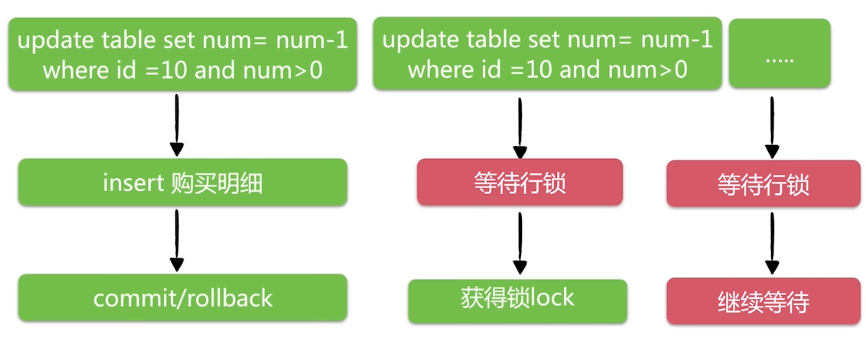 update table set num= num-1
where id =10 and num>0
update table set num= num-1
where id =10 and num>0
.....
insert 购买明细
等待行锁
等待行锁
commit/rollback
获得锁lock
继续等待